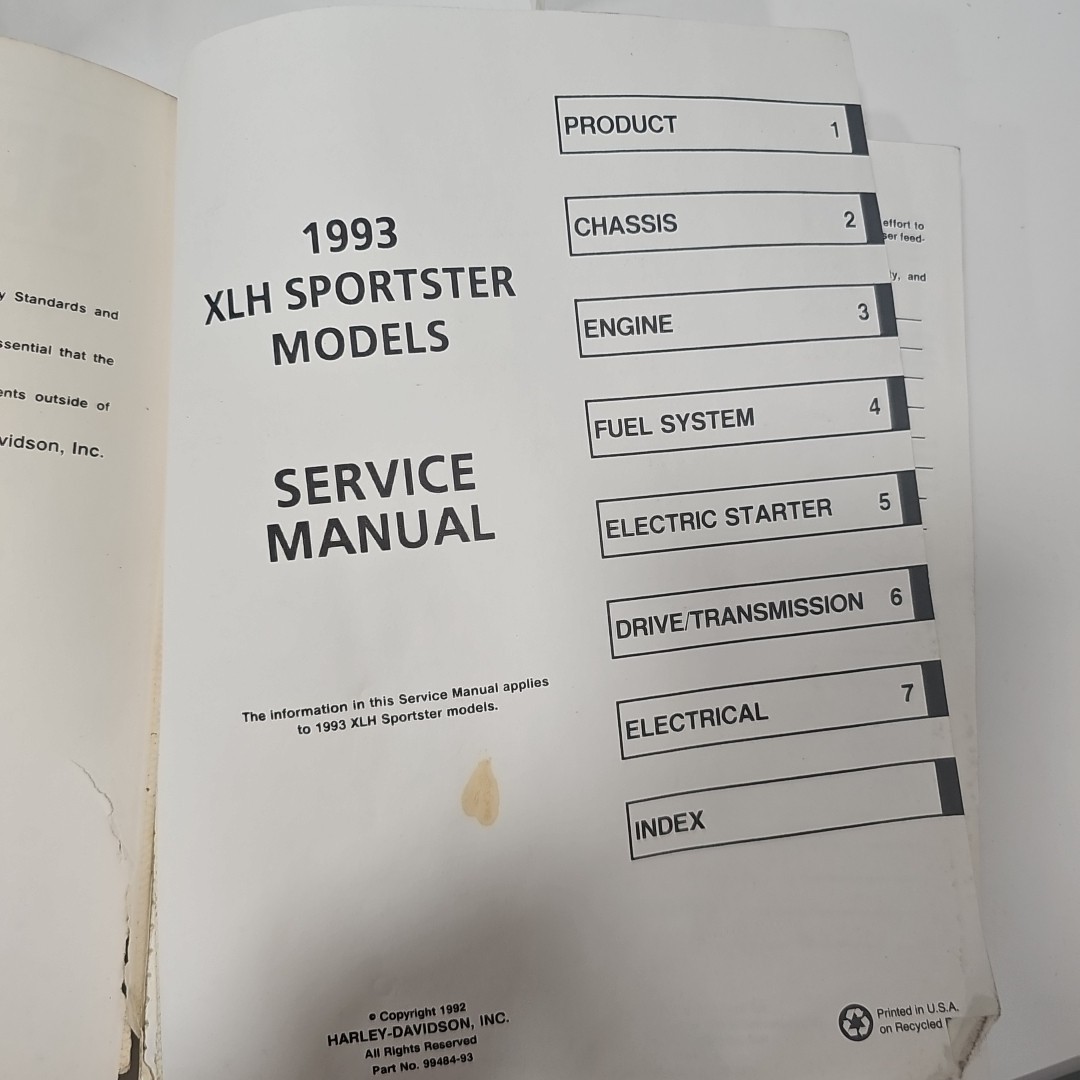 y Standards and
ssential that the
ents outside of
vidson, Inc.
1993
XLH SPORTSTER
MODELS
SERVICE
MANUAL
The information in this Service Manual applies
to 1993 XLH Sportster models.
© Copyright 1992
HARLEY-DAVIDSON, INC.
All Rights Reserved
Part No. 99484-93
PRODUCT 1
CHASSIS 2
ENGINE 3
FUEL SYSTEM 4
ELECTRIC STARTER 5
DRIVE/TRANSMISSION 6
ELECTRICAL 7
INDEX
Printed in U.S.A.
on Recycled
effort to
ser feed-
y, and